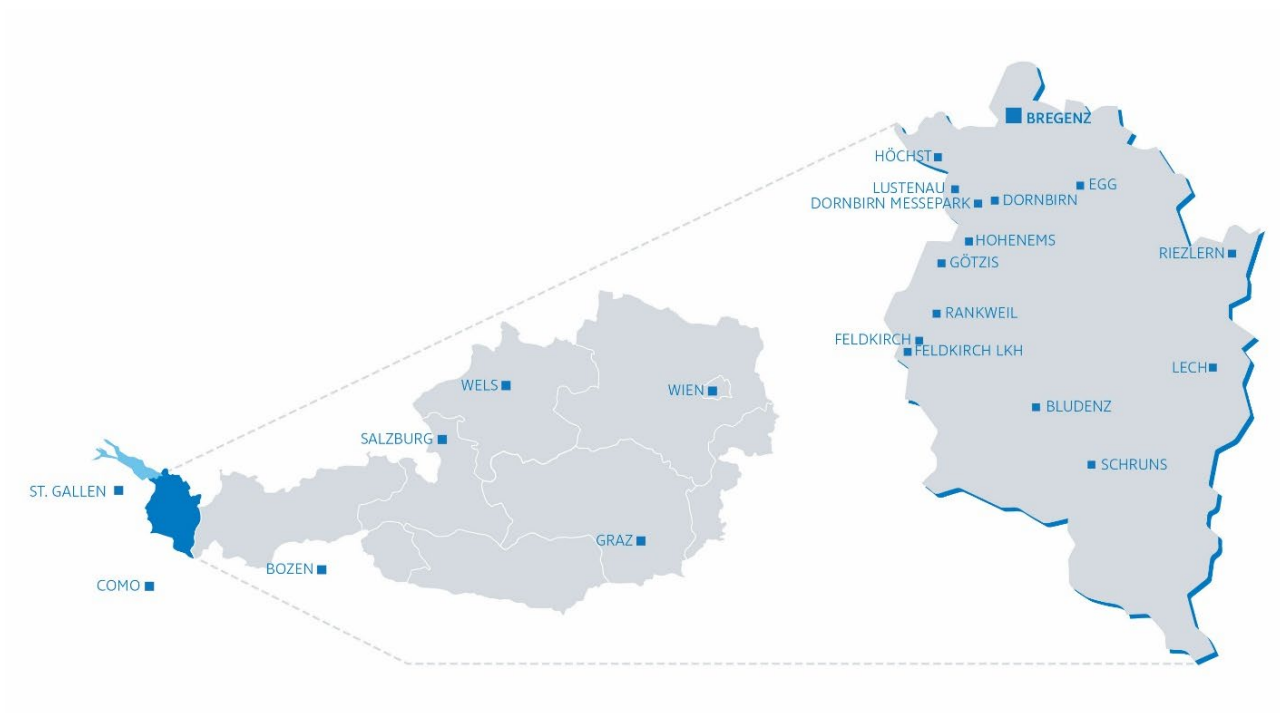 BREGENZ
HÖCHST
LUSTENAU
EGG
DORNBIRN MESSEPARK
DORNBIRN
HOHENEMS
RIEZLERN
GÖTZIS
RANKWEIL
FELDKIRCH
FELDKIRCH LKH
LECH
BLUDENZ
SCHRUNS
WELS
WIEN
SALZBURG
ST. GALLEN
GRAZ
BOZEN
COMO